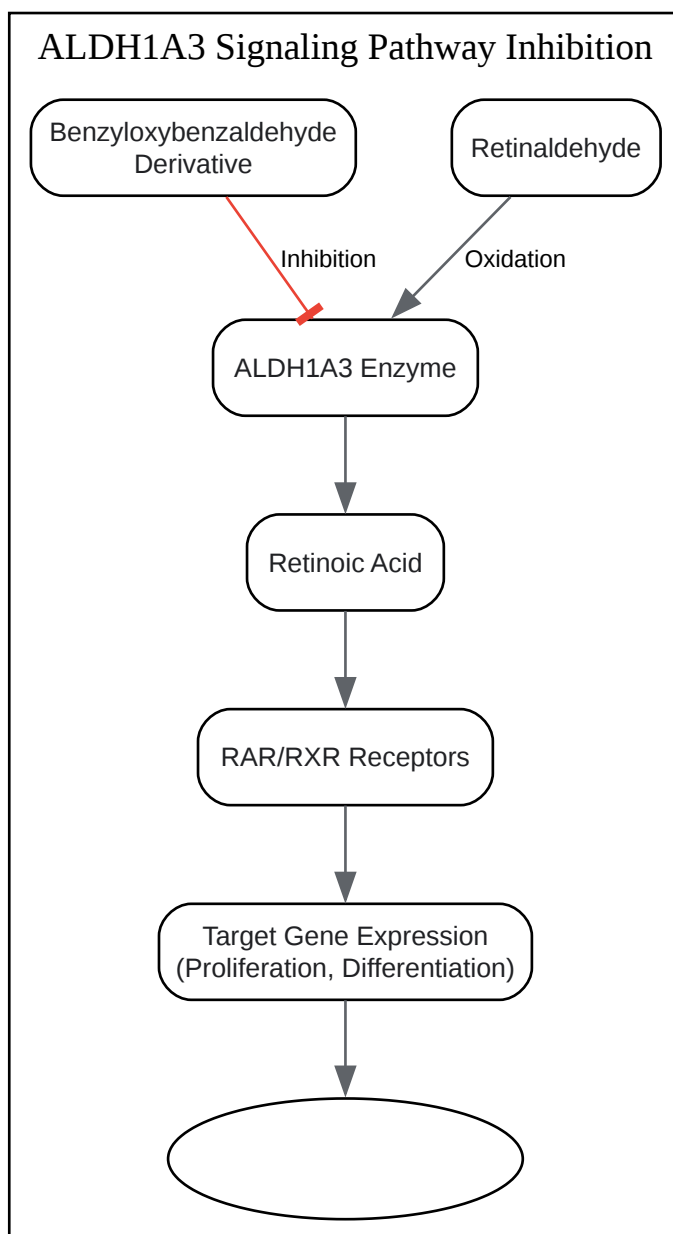 ALDH1A3 Signaling Pathway Inhibition
Benzyloxybenzaldehyde
Derivative
Retinaldehyde
Inhibition
Oxidation
ALDH1A3 Enzyme
Retinoic Acid
RAR/RXR Receptors
Target Gene Expression
(Proliferation, Differentiation)